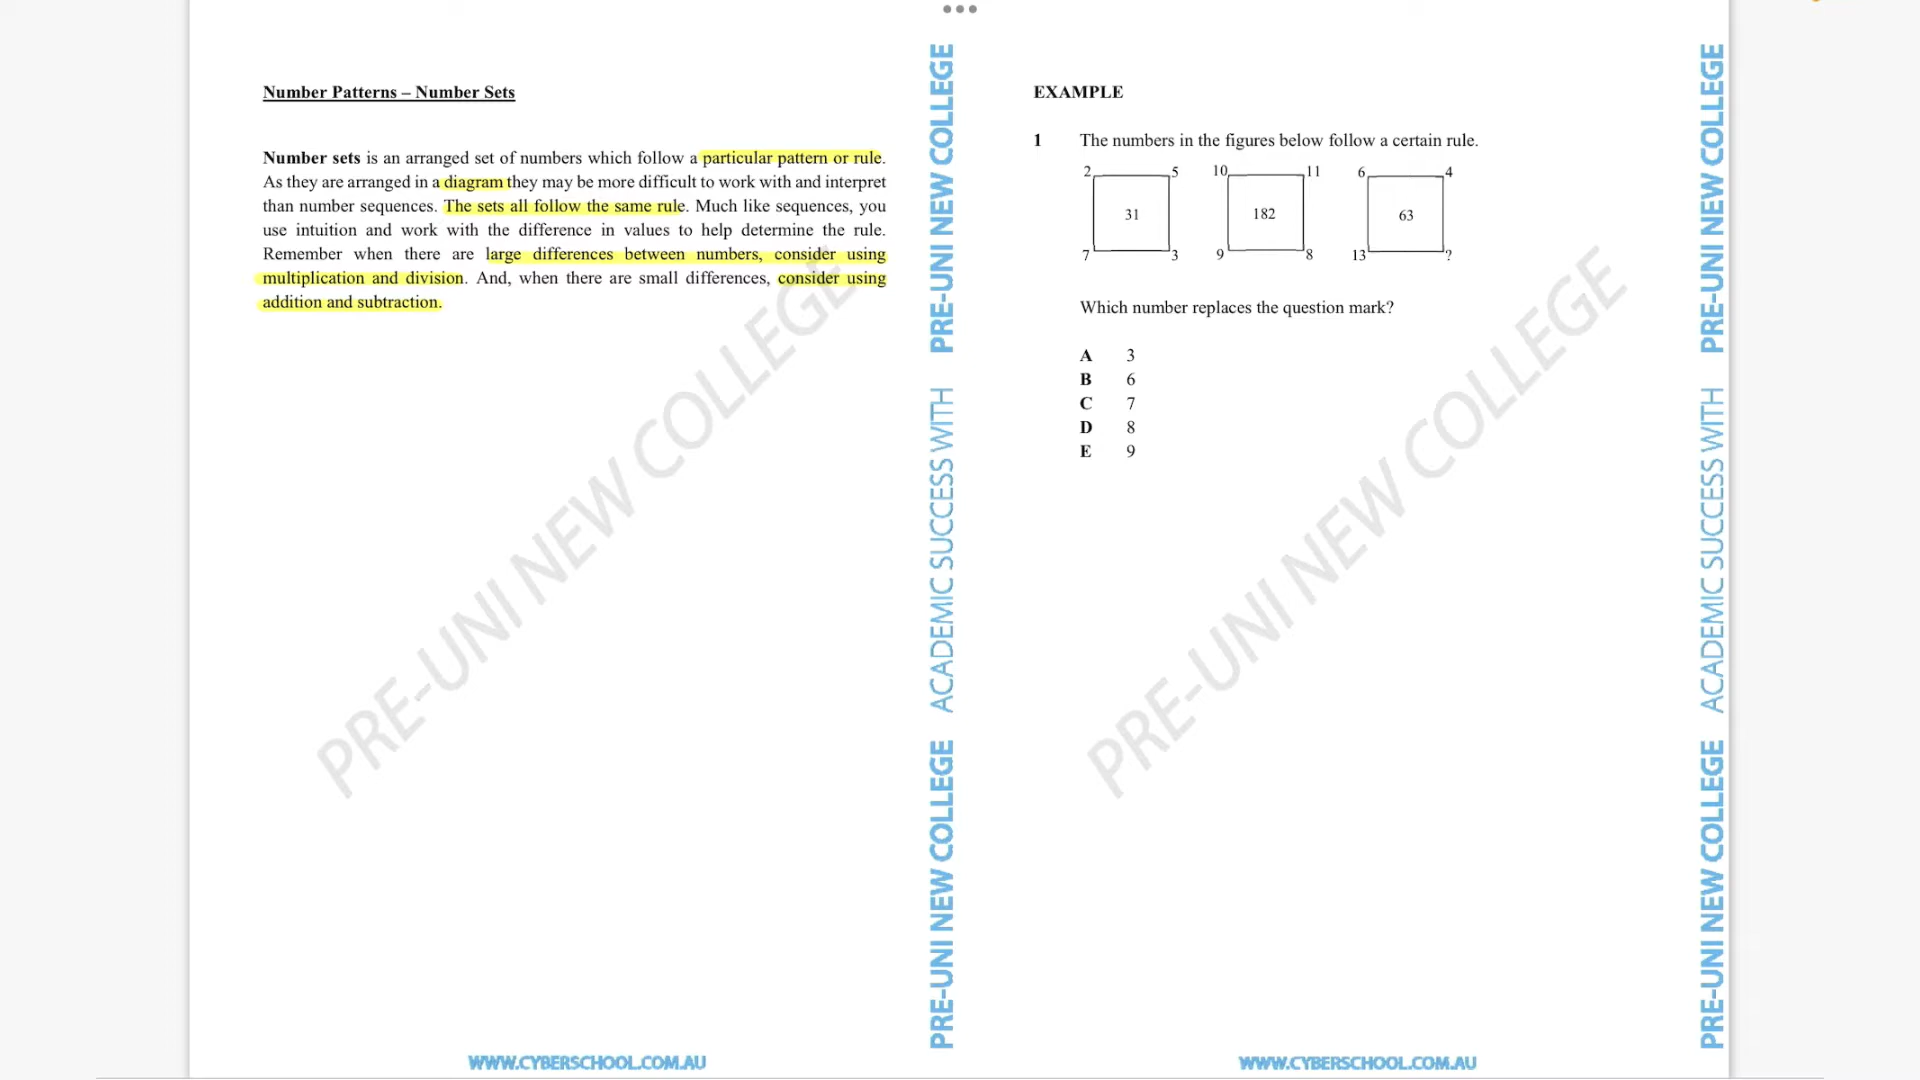 Number Patterns – Number Sets
Number sets is an arranged set of numbers which follow a particular pattern or rule.
As they are arranged in a diagram they may be more difficult to work with and interpret
than number sequences. The sets all follow the same rule. Much like sequences, you
use intuition and work with the difference in values to help determine the rule.
Remember when there are large differences between numbers, consider using
multiplication and division. And, when there are small differences, consider using
addition and subtraction.
PRE-UNI NEW COLLEGE
PRE-UNI NEW COLLEGE ACADEMIC SUCCESS WITH PRE-UNI NEW COLLEGE
WWW.CYBERSCHOOL.COM.AU
EXAMPLE
1 The numbers in the figures below follow a certain rule.
2 5 10 11 6 4
31 182 63
7 3 9 8 13 ?
Which number replaces the question mark?
A 3
B 6
C 7
D 8
E 9
PRE-UNI NEW COLLEGE
PRE-UNI NEW COLLEGE ACADEMIC SUCCESS WITH PRE-UNI NEW COLLEGE
WWW.CYBERSCHOOL.COM.AU